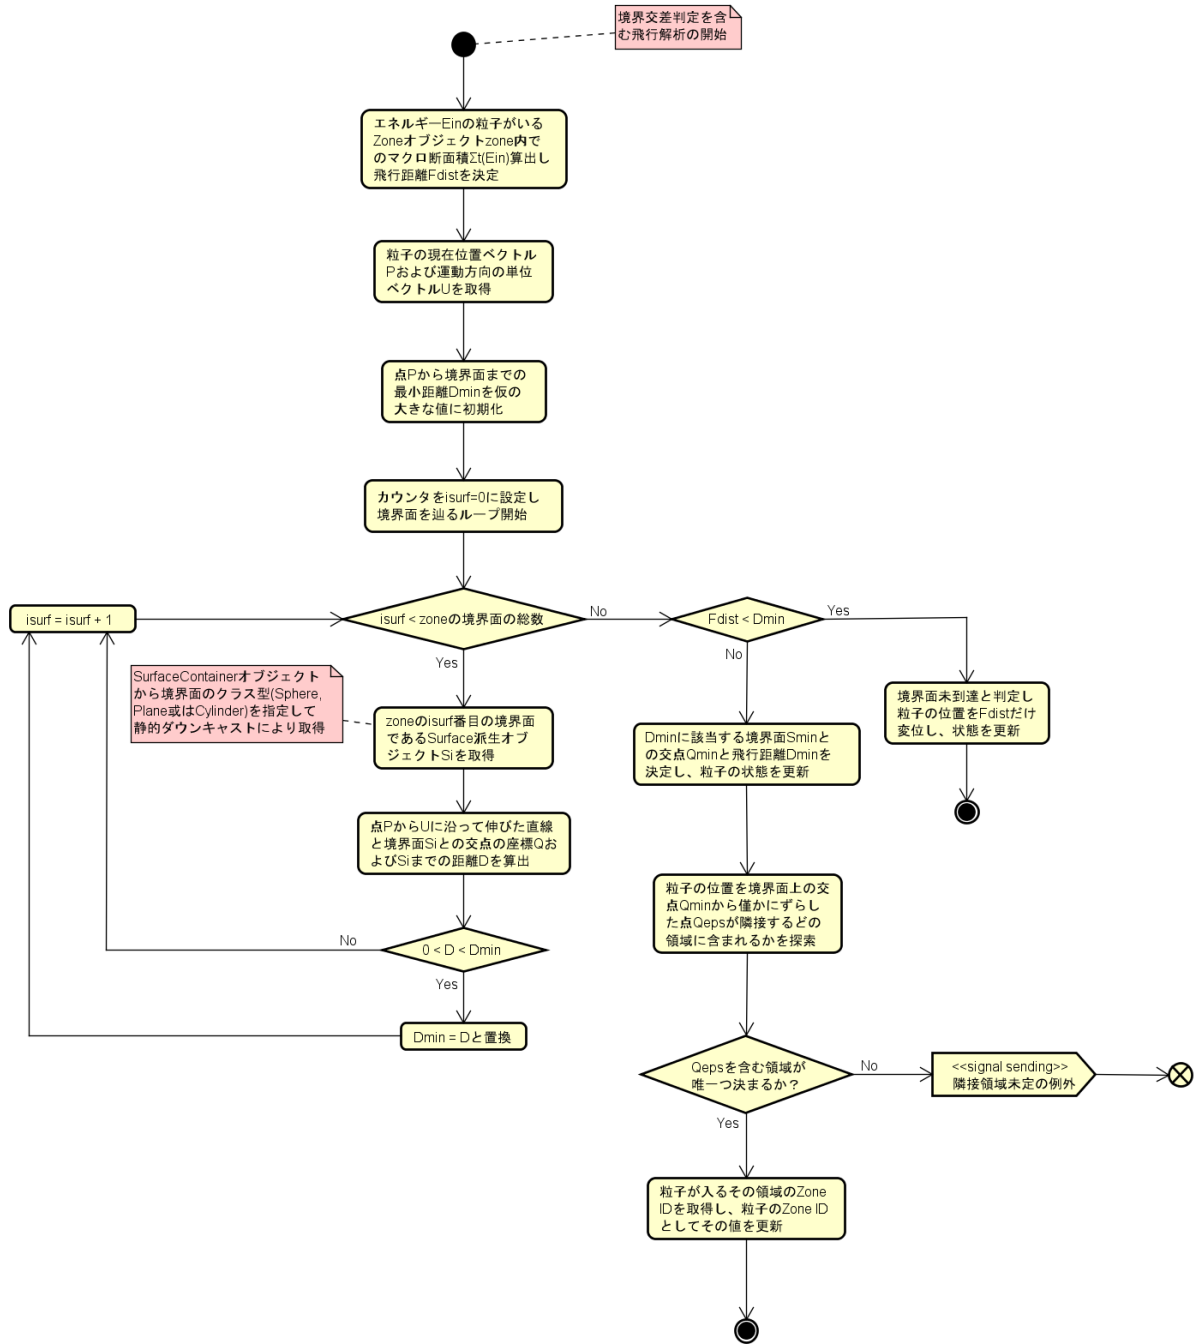 境界交差判定を含
む飛行解析の開始
エネルギーEinの粒子がいる
Zoneオブジェクトzone内で
のマクロ断面積Σt(Ein)算出し
飛行距離Fdistを決定
粒子の現在位置ベクトル
Pおよび運動方向の単位
ベクトルUを取得
点Pから境界面までの
最小距離Dminを仮の
大きな値に初期化
カウンタをisurf=0に設定し
境界面を辿るループ開始
isurf = isurf + 1
isurf < zoneの境界面の総数
No
Fdist < Dmin
Yes
Yes
No
SurfaceContainerオブジェクト
から境界面のクラス型(Sphere,
Plane或はCylinder)を指定して
静的ダウンキャストにより取得
zoneのisurf番目の境界面
であるSurface派生オブ
ジェクトSiを取得
境界面未到達と判定し
粒子の位置をFdistだけ
変位し、状態を更新
Dminに該当する境界面Sminと
の交点Qminと飛行距離Dminを
決定し、粒子の状態を更新
点PからUに沿って伸びた直線
と境界面Siとの交点の座標Qお
よびSiまでの距離Dを算出
粒子の位置を境界面上の交
点Qminから僅かにずらし
た点Qepsが隣接するどの
領域に含まれるかを探索
No
0 < D < Dmin
Yes
Dmin = Dと置換
Qepsを含む領域が
唯一つ決まるか？
No
<<signal sending>>
隣接領域未定の例外
Yes
粒子が入るその領域のZone
IDを取得し、粒子のZone ID
としてその値を更新